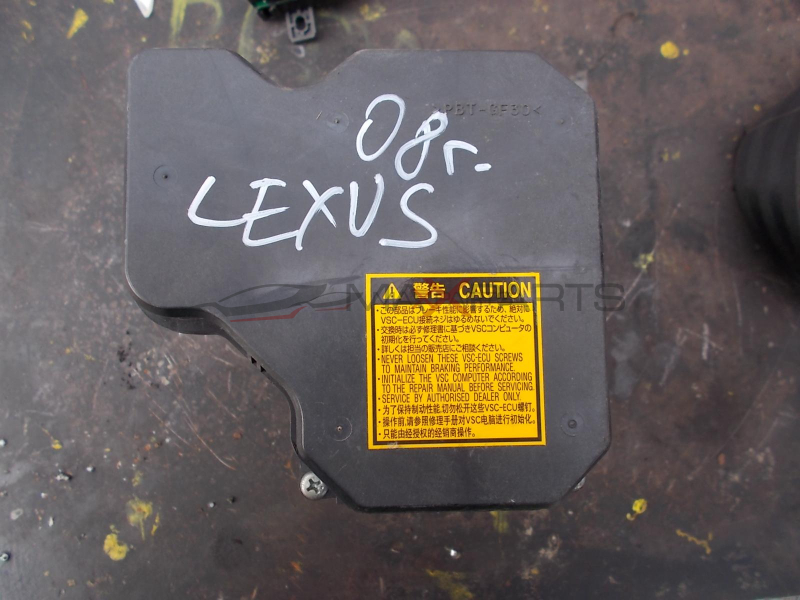 >PBT-GF30<
08г.
LEXUS
警告 CAUTION
・この部品はブレーキ性能に影響するため、絶対に
VSC-ECU接続ネジはゆるめないでください。
・交換時は必ず修理書に基づきVSCコンピュータの
初期化を行ってください。
・詳しくは担当の販売店にご相談ください。
・NEVER LOOSEN THESE VSC-ECU SCREWS
TO MAINTAIN BRAKING PERFORMANCE.
・INITIALIZE THE VSC COMPUTER ACCORDING
TO THE REPAIR MANUAL BEFORE SERVICING.
・SERVICE BY AUTHORISED DEALER ONLY.
・为了保持制动性能,切勿松开这些VSC-ECU螺钉。
・操作前,请参照修理手册对VSC电脑进行初始化。
・只能由经授权的经销商操作。